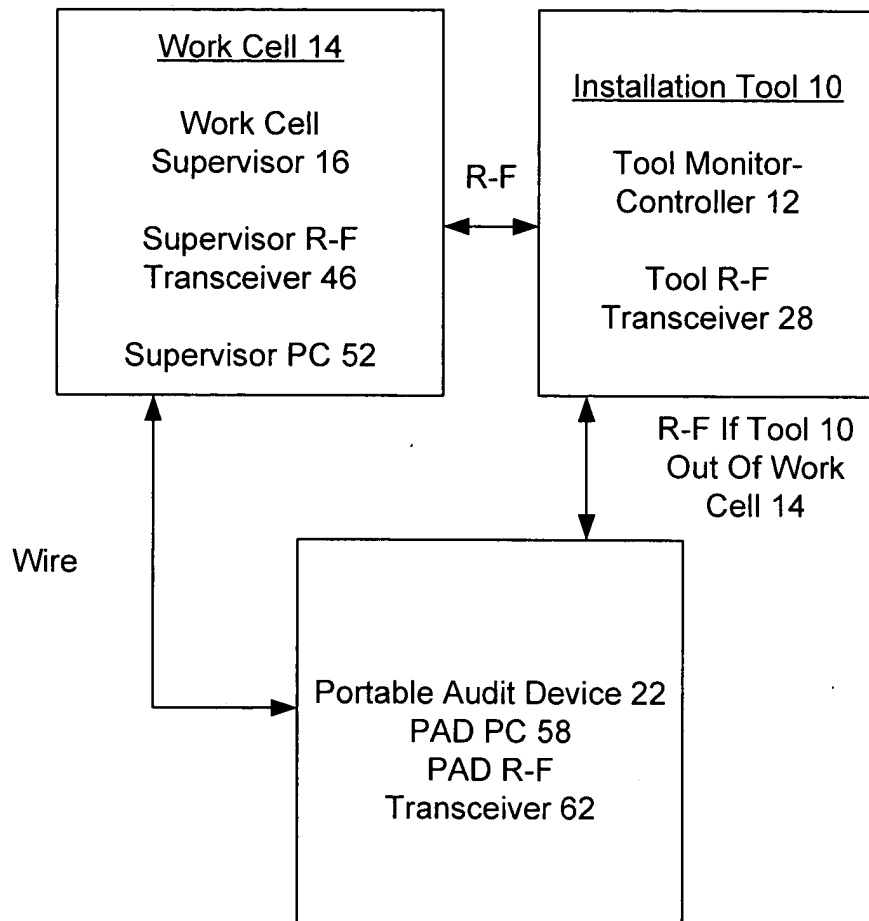 Work Cell 14
Work Cell
Supervisor 16
Supervisor R-F
Transceiver 46
Supervisor PC 52
R-F
Installation Tool 10
Tool Monitor-
Controller 12
Tool R-F
Transceiver 28
R-F If Tool 10
Out Of Work
Cell 14
Wire
Portable Audit Device 22
PAD PC 58
PAD R-F
Transceiver 62